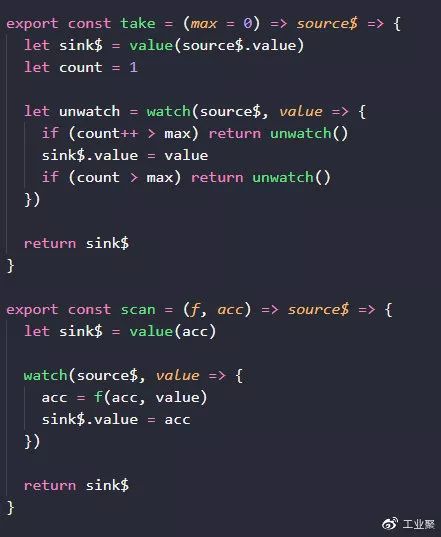 export const take = (max = 0) => source$ => {
  let sink$ = value(source$.value)
  let count = 1

  let unwatch = watch(source$, value => {
    if (count++ > max) return unwatch()
    sink$.value = value
    if (count > max) return unwatch()
  })

  return sink$
}

export const scan = (f, acc) => source$ => {
  let sink$ = value(acc)

  watch(source$, value => {
    acc = f(acc, value)
    sink$.value = acc
  })

  return sink$
}
工业聚